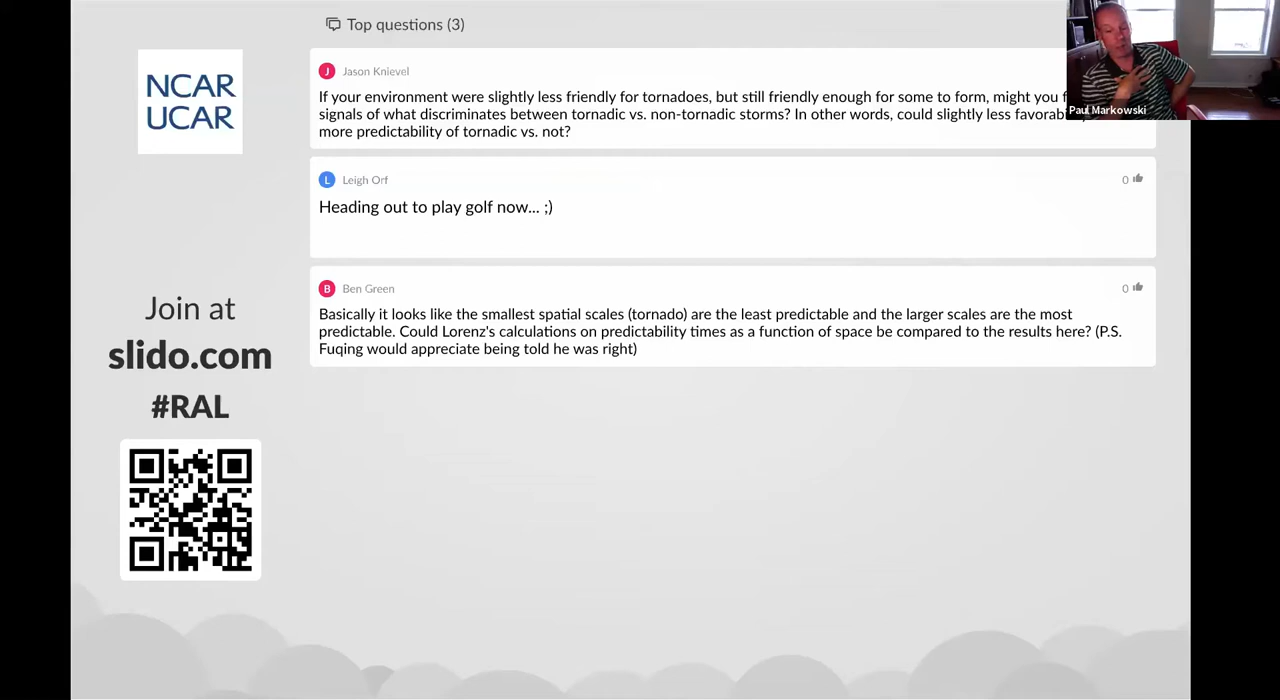 Top questions (3)
NCAR
UCAR
J Jason Knievel
If your environment were slightly less friendly for tornadoes, but still friendly enough for some to form, might you
signals of what discriminates between tornadic vs. non-tornadic storms? In other words, could slightly less
more predictability of tornadic vs. not?
Paul Markowski
L Leigh Orf 0
Heading out to play golf now... ;)
B Ben Green 0
Basically it looks like the smallest spatial scales (tornado) are the least predictable and the larger scales are the most
predictable. Could Lorenz's calculations on predictability times as a function of space be compared to the results here? (P.S.
Fuqing would appreciate being told he was right)
Join at
slido.com
#RAL